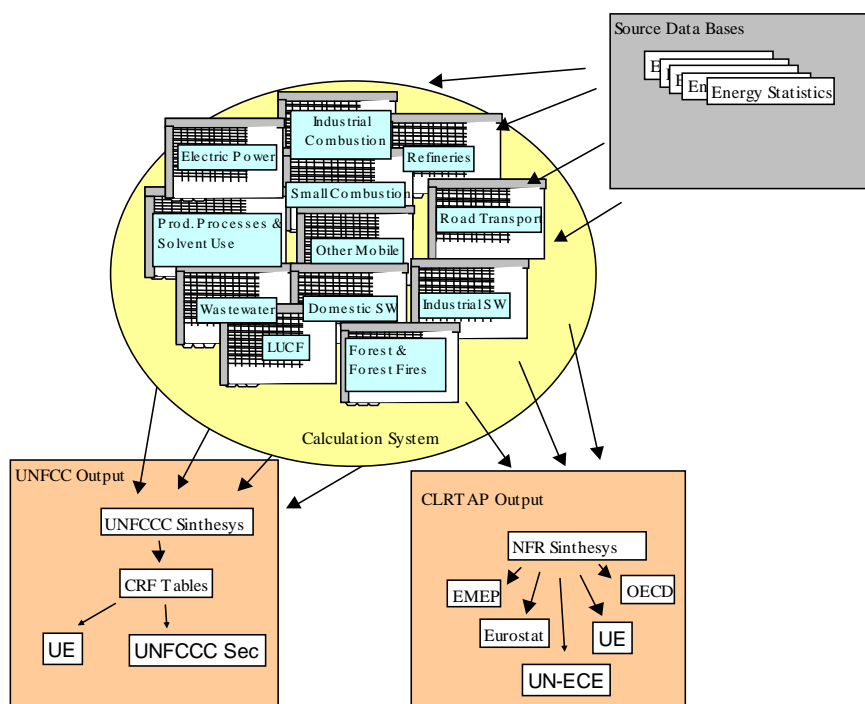 Source Data Bases
E
E
En
Energy Statistics
Industrial
Combustion
Electric Power
Refineries
Small Combustion
Road Transport
Prod. Processes &
Solvent Use
Other Mobile
Wastewater
Domestic SW
Industrial SW
LUCF
Forest &
Forest Fires
Calculation System
UNFCC Output
UNFCCC Sinthesys
CRF Tables
UE
UNFCCC Sec
CLRTAP Output
NFR Sinthesys
EMEP
OECD
Eurostat
UE
UN-ECE